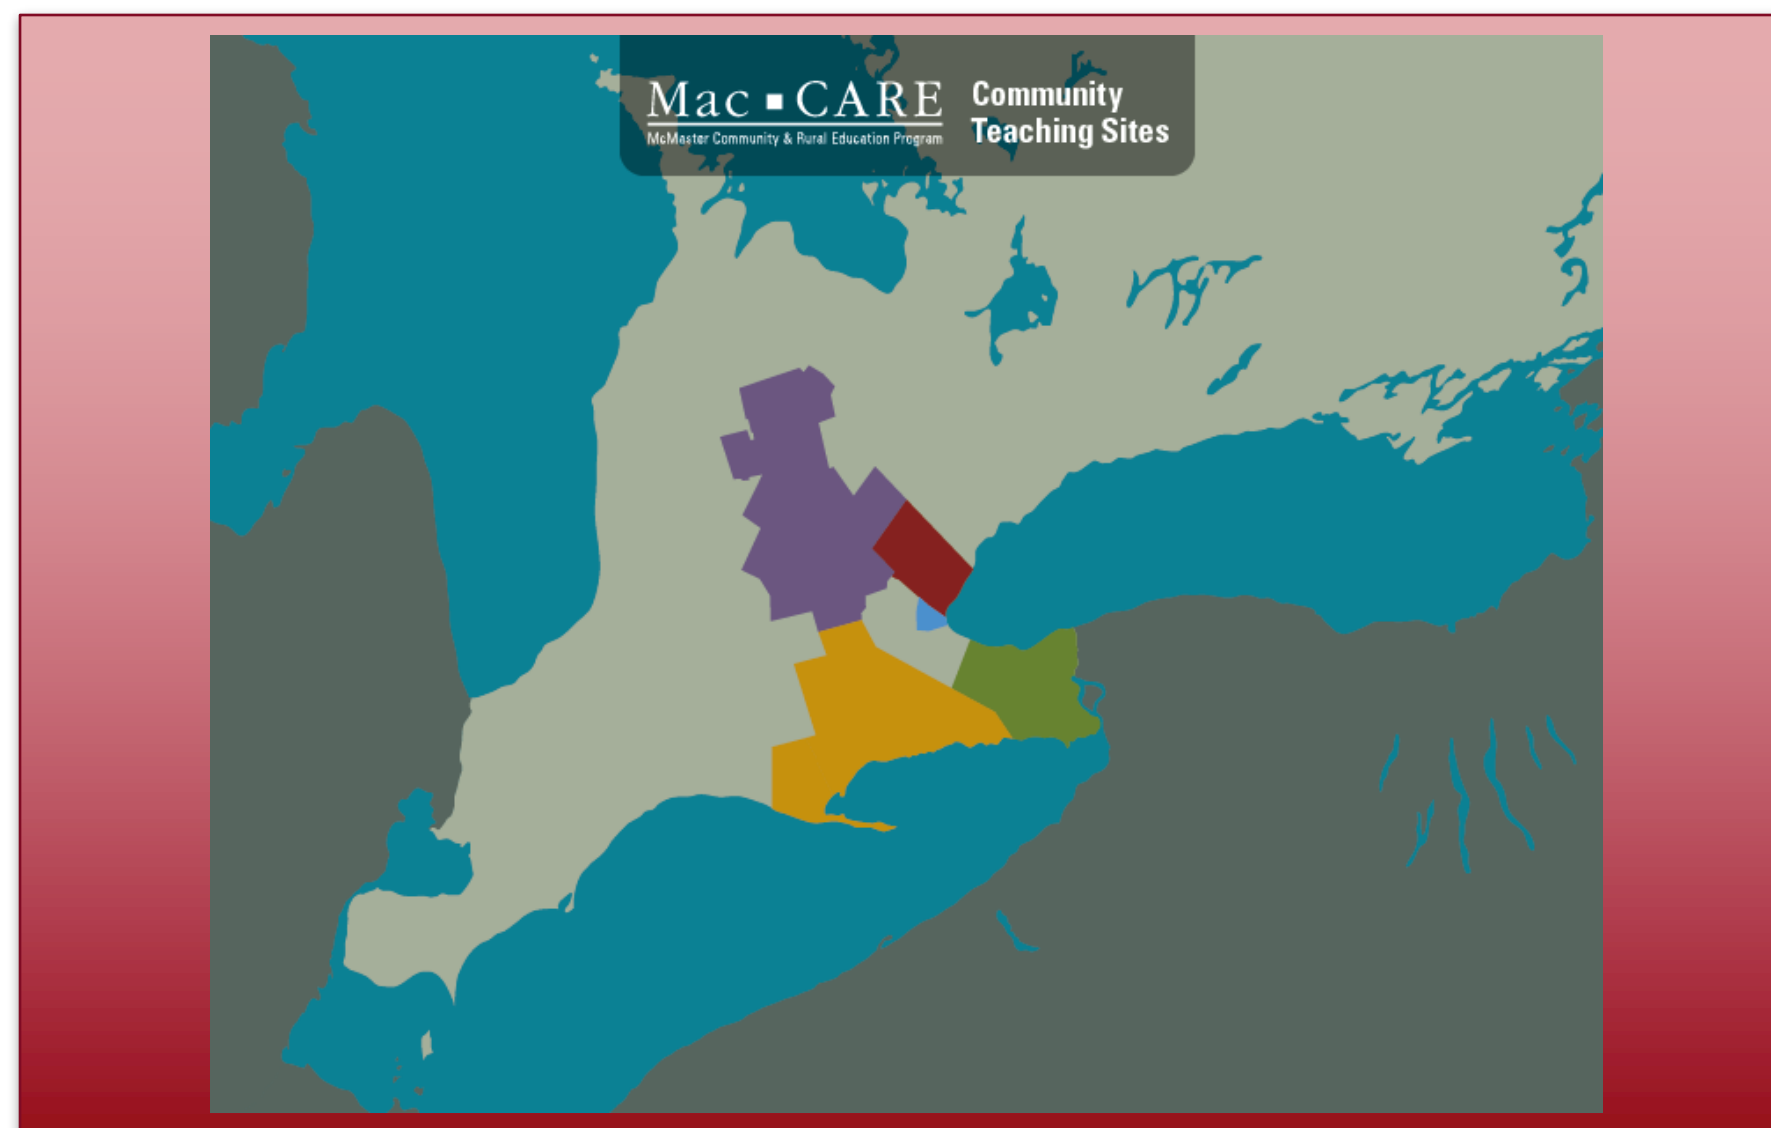 Mac ▪ CARE
McMaster Community & Rural Education Program
Community
Teaching Sites